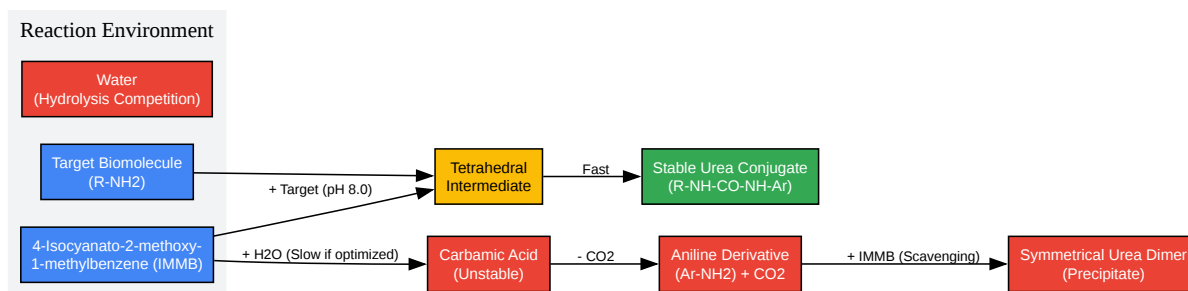 Reaction Environment
Water
(Hydrolysis Competition)
Target Biomolecule
(R-NH2)
4-Isocyanato-2-methoxy-
1-methylbenzene (IMMB)
+ Target (pH 8.0)
+ H2O (Slow if optimized)
Tetrahedral
Intermediate
Fast
Stable Urea Conjugate
(R-NH-CO-NH-Ar)
Carbamic Acid
(Unstable)
- CO2
Aniline Derivative
(Ar-NH2) + CO2
+ IMMB (Scavenging)
Symmetrical Urea Dimer
(Precipitate)